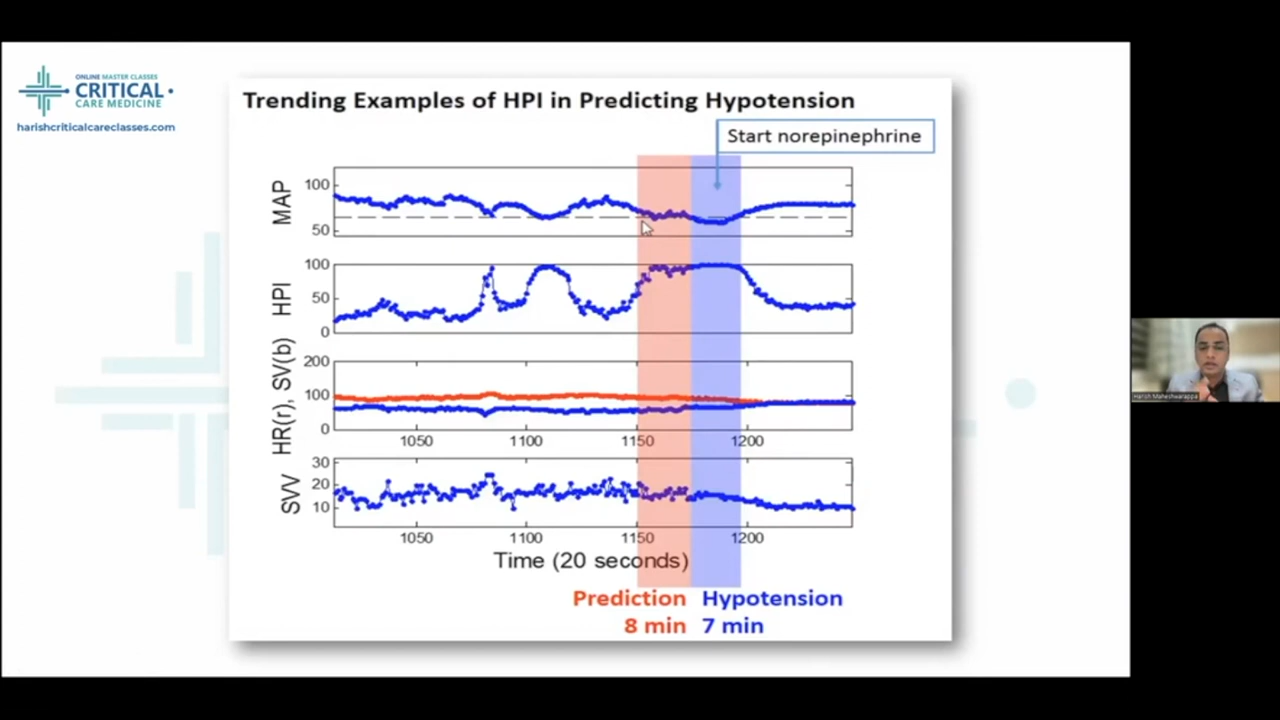 ONLINE MASTER CLASSES
CRITICAL
CARE MEDICINE
harishcriticalcareclasses.com
Trending Examples of HPI in Predicting Hypotension
Start norepinephrine
MAP
100
50
HPI
100
50
0
HR(r), SV(b)
200
100
0
1050 1100 1150 1200
SVV
30
20
10
1050 1100 1150 1200
Time (20 seconds)
Prediction Hypotension
8 min 7 min
Harish Maheshwarappa